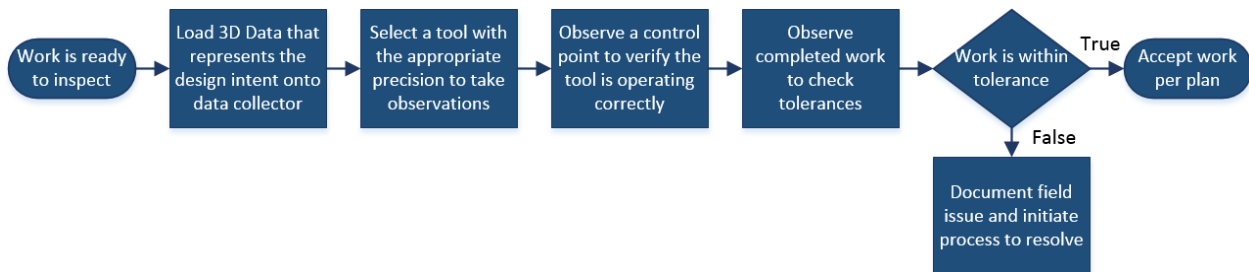 Work is ready
to inspect
Load 3D Data that
represents the
design intent onto
data collector
Select a tool with
the appropriate
precision to take
observations
Observe a control
point to verify the
tool is operating
correctly
Observe
completed work
to check
tolerances
Work is within
tolerance
True
Accept work
per plan
False
Document field
issue and initiate
process to resolve